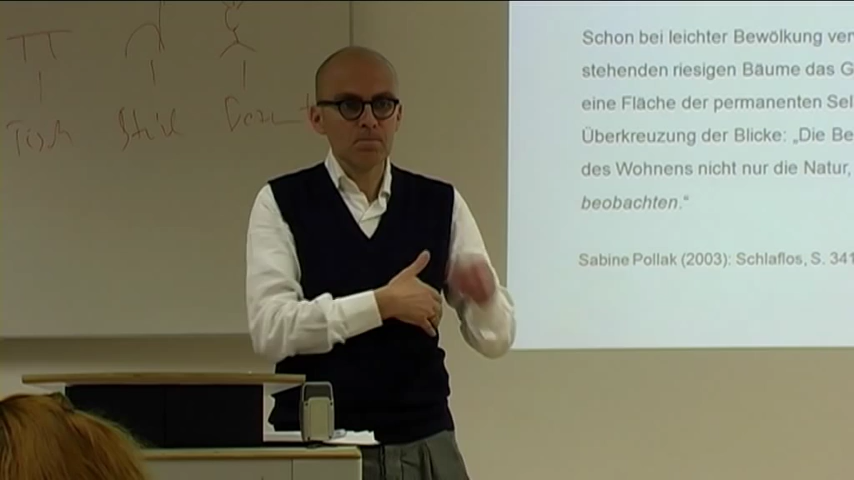 Tisch Stuhl
Schon bei leichter Bewölkung ver
stehenden riesigen Bäume das G
eine Fläche der permanenten Sel
Überkreuzung der Blicke: „Die Be
des Wohnens nicht nur die Natur,
beobachten.“
Sabine Pollak (2003): Schlaflos, S. 341